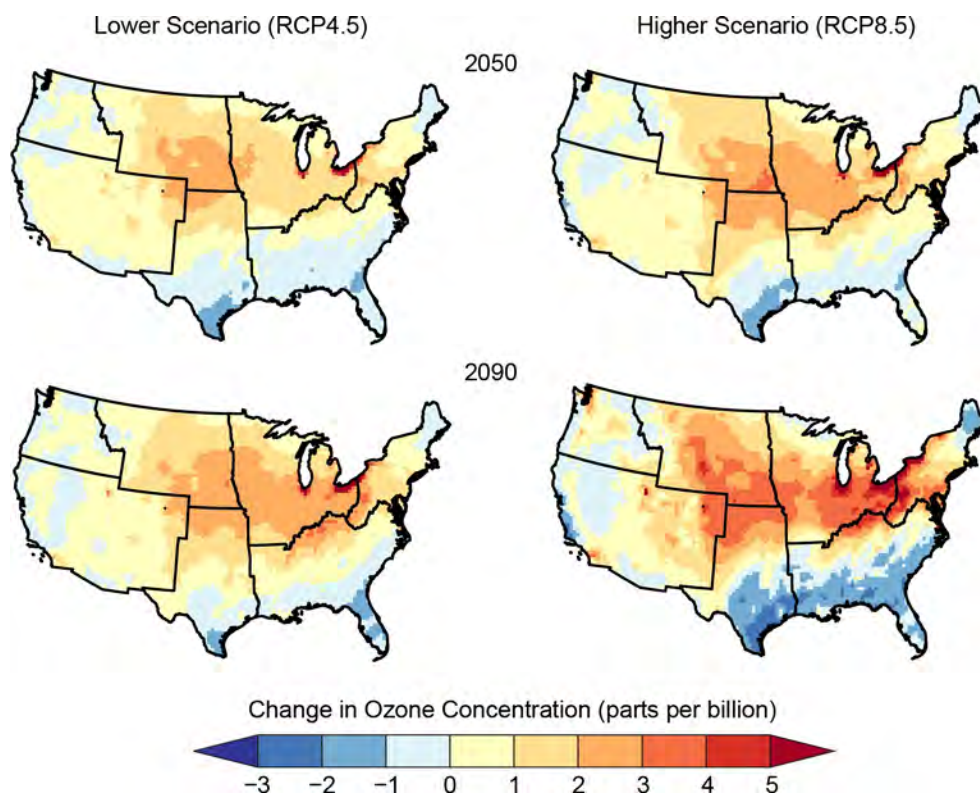 Lower Scenario (RCP4.5) Higher Scenario (RCP8.5)
2050
2090
Change in Ozone Concentration (parts per billion)
−3 −2 −1 0 1 2 3 4 5